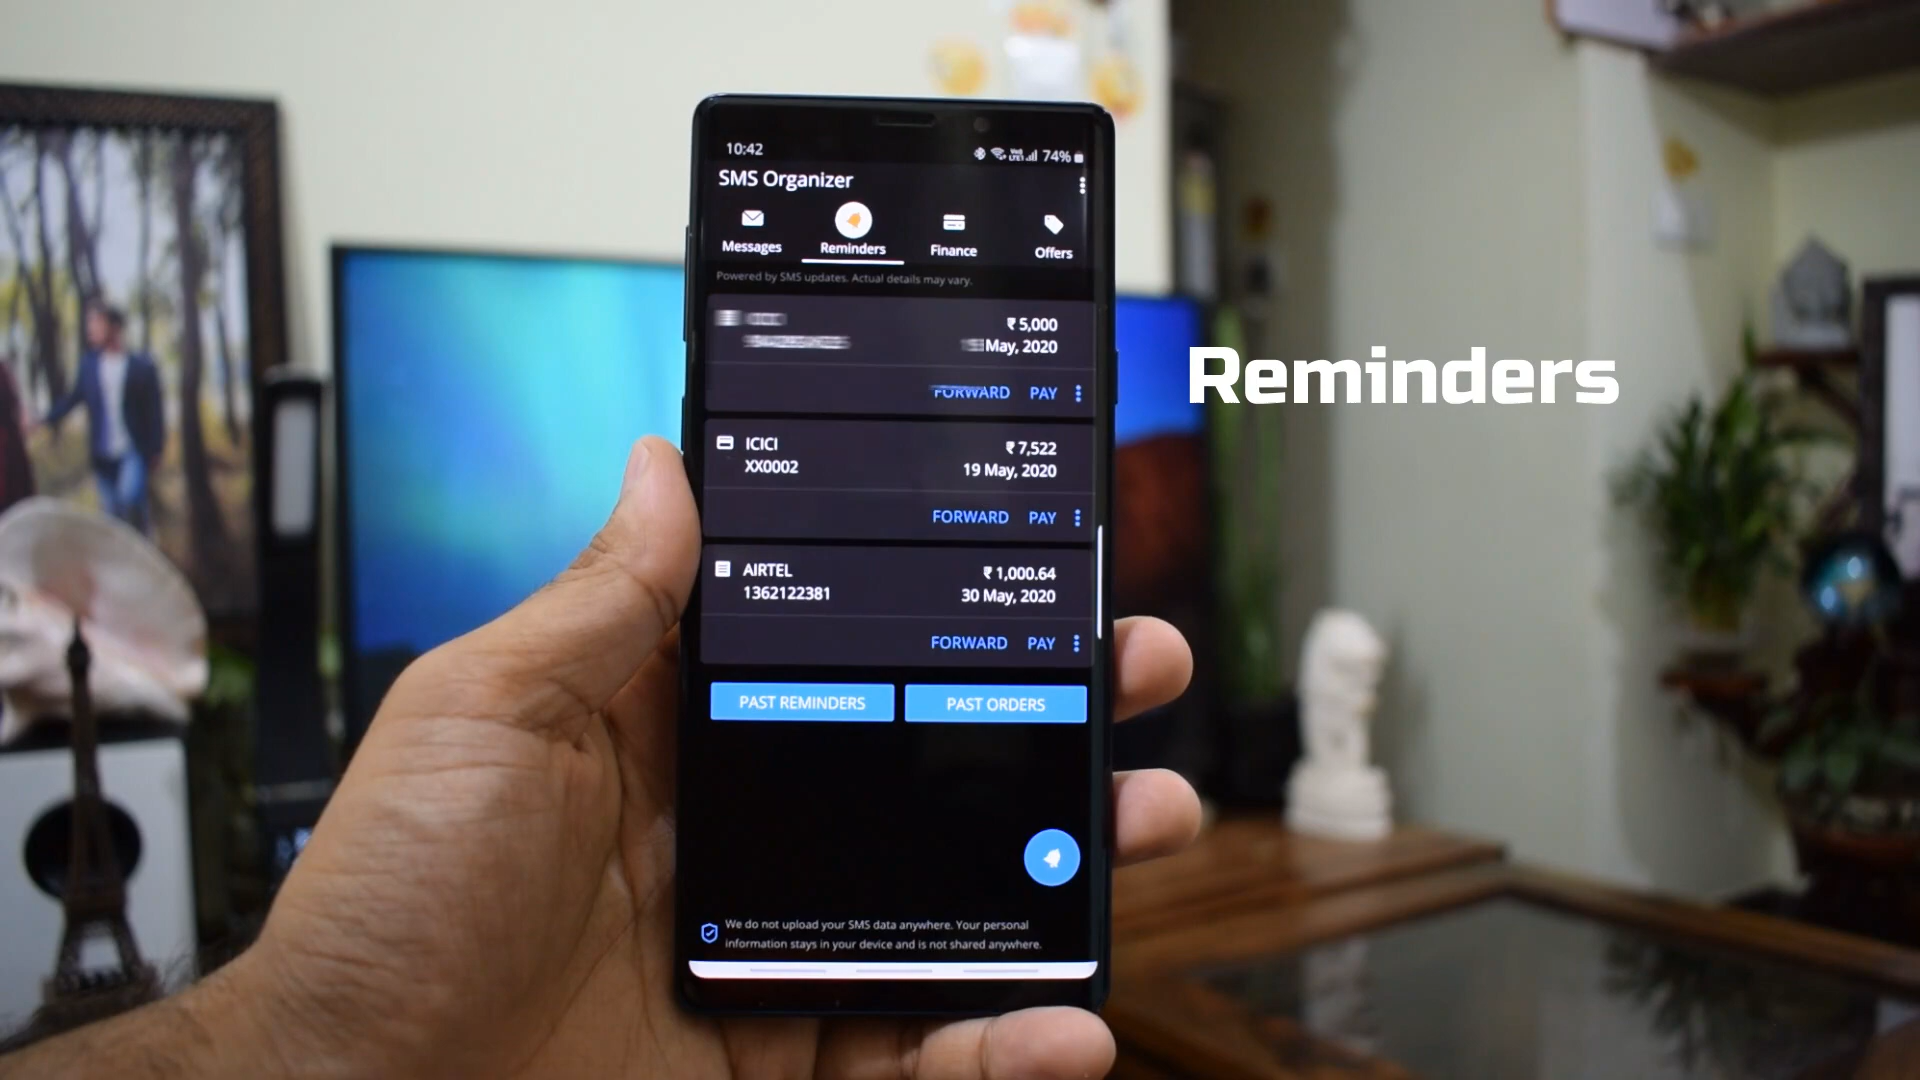 10:42
74%
SMS Organizer
Messages
Reminders
Finance
Offers
Powered by SMS updates. Actual details may vary.
₹ 5,000
May, 2020
FORWARD PAY
ICICI
₹ 7,522
XX0002
19 May, 2020
FORWARD PAY
AIRTEL
₹ 1,000.64
1362122381
30 May, 2020
FORWARD PAY
PAST REMINDERS
PAST ORDERS
We do not upload your SMS data anywhere. Your personal
information stays in your device and is not shared anywhere.
Reminders